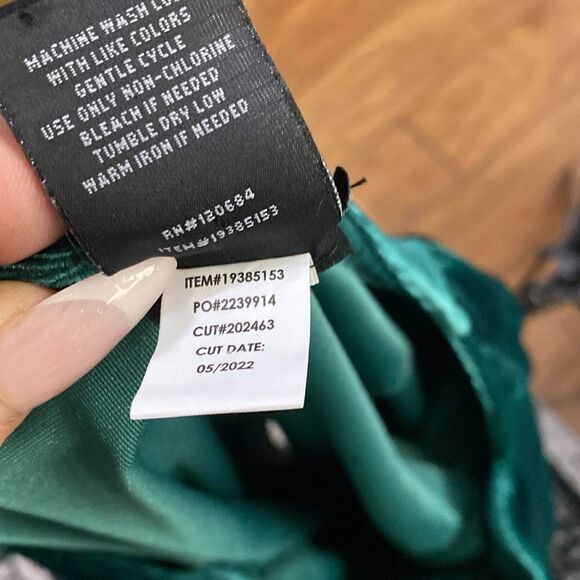 MACHINE WASH
WITH LIKE COLORS
GENTLE CYCLE
USE ONLY NON-CHLORINE
BLEACH IF NEEDED
TUMBLE DRY LOW
WARM IRON IF NEEDED
RN#120684
ITEM#19385153
ITEM#19385153
PO#2239914
CUT#202463
CUT DATE:
05/2022